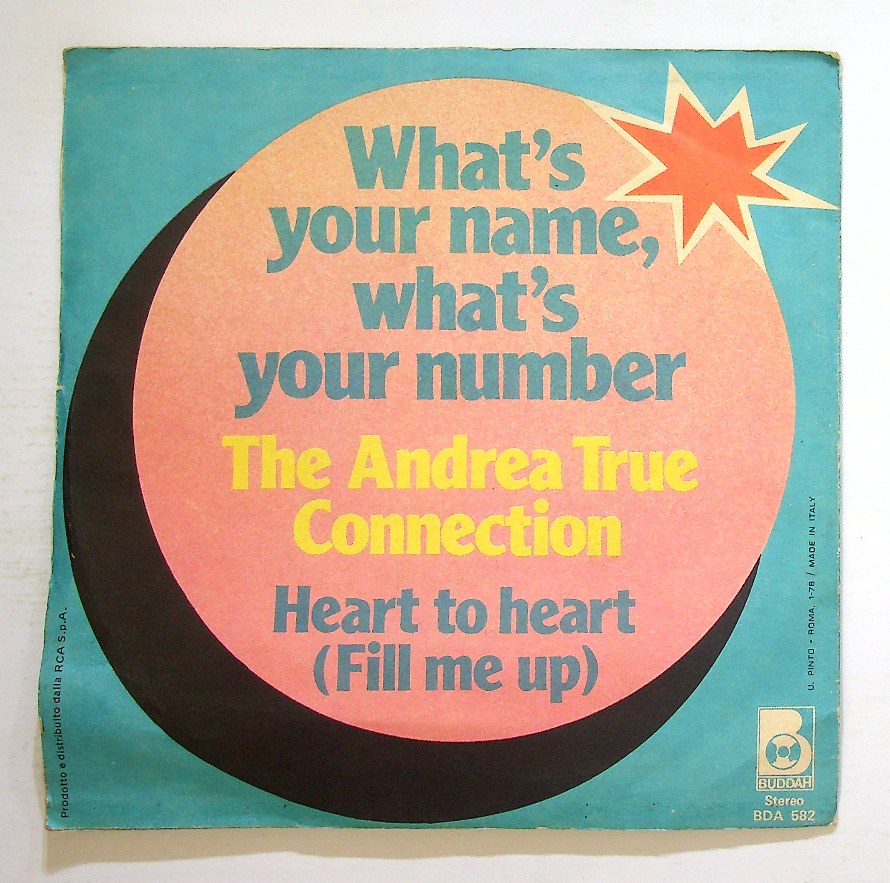 What's
your name,
what's
your number
The Andrea True
Connection
Heart to heart
(Fill me up)
Prodotto e distribuito dalla RCA S.p.A.
U. PINTO - ROMA, 1-78 / MADE IN ITALY
B
BUDDAH
Stereo
BDA 582